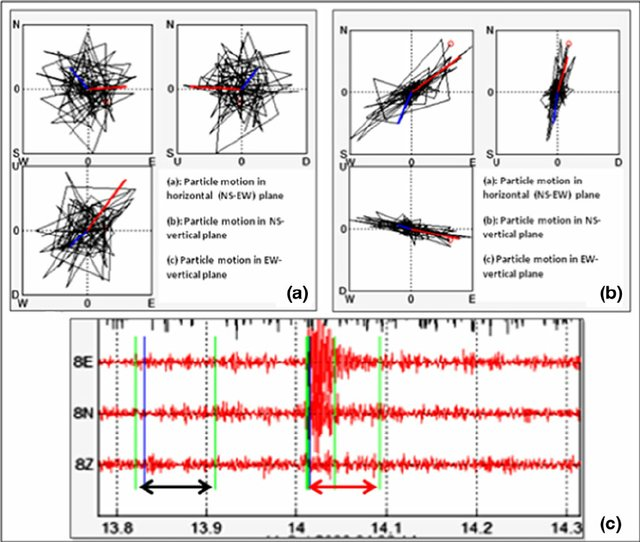 N
N
0
0
S
S
W
0
E
U
0
D
U
0
D
W
0
E
(a): Particle motion in
horizontal (NS-EW) plane
(b): Particle motion in NS-
vertical plane
(c) Particle motion in EW-
vertical plane
(a)
N
N
0
0
S
S
W
0
E
U
0
D
U
0
D
W
0
E
(a): Particle motion in
horizontal (NS-EW) plane
(b): Particle motion in NS-
vertical plane
(c) Particle motion in EW-
vertical plane
(b)
8E
8N
8Z
13.8 13.9 14 14.1 14.2 14.3
(c)